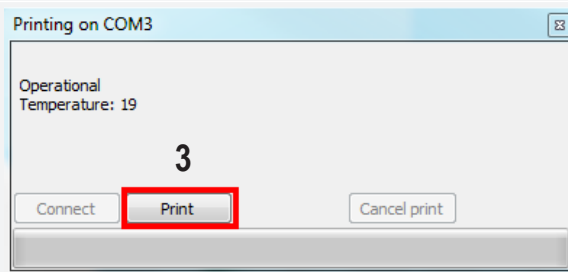 Printing on COM3
Operational
Temperature: 19
3
Connect Print Cancel print